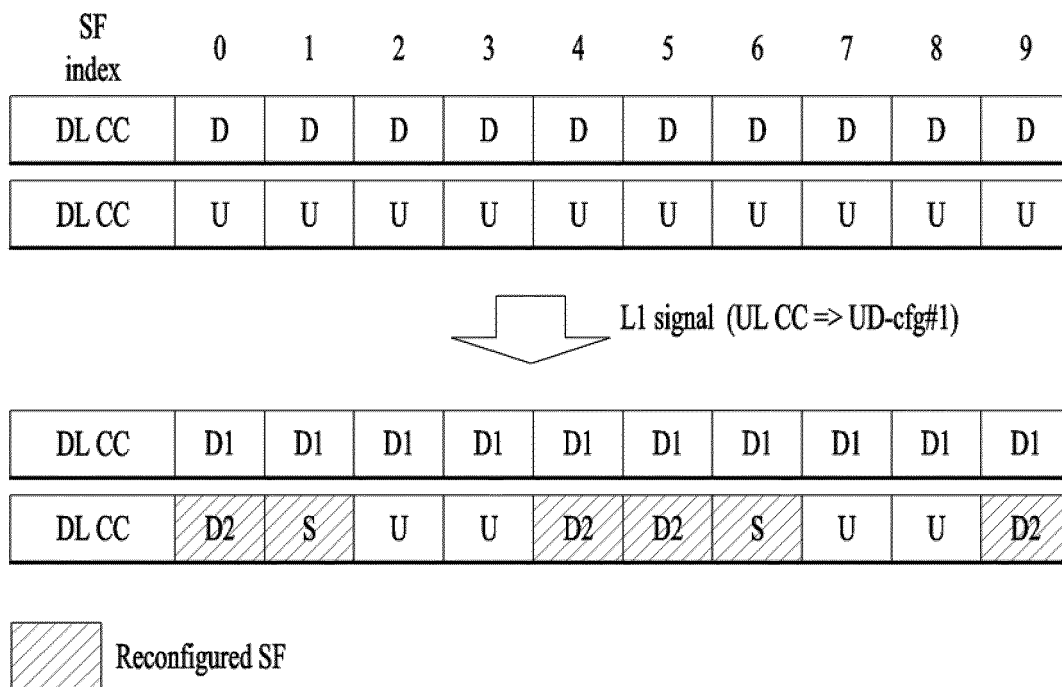 SF index 0 1 2 3 4 5 6 7 8 9
DL CC D D D D D D D D D D
DL CC U U U U U U U U U U
L1 signal (UL CC => UD-cfg#1)
DL CC D1 D1 D1 D1 D1 D1 D1 D1 D1 D1
DL CC D2 S U U D2 D2 S U U D2
Reconfigured SF